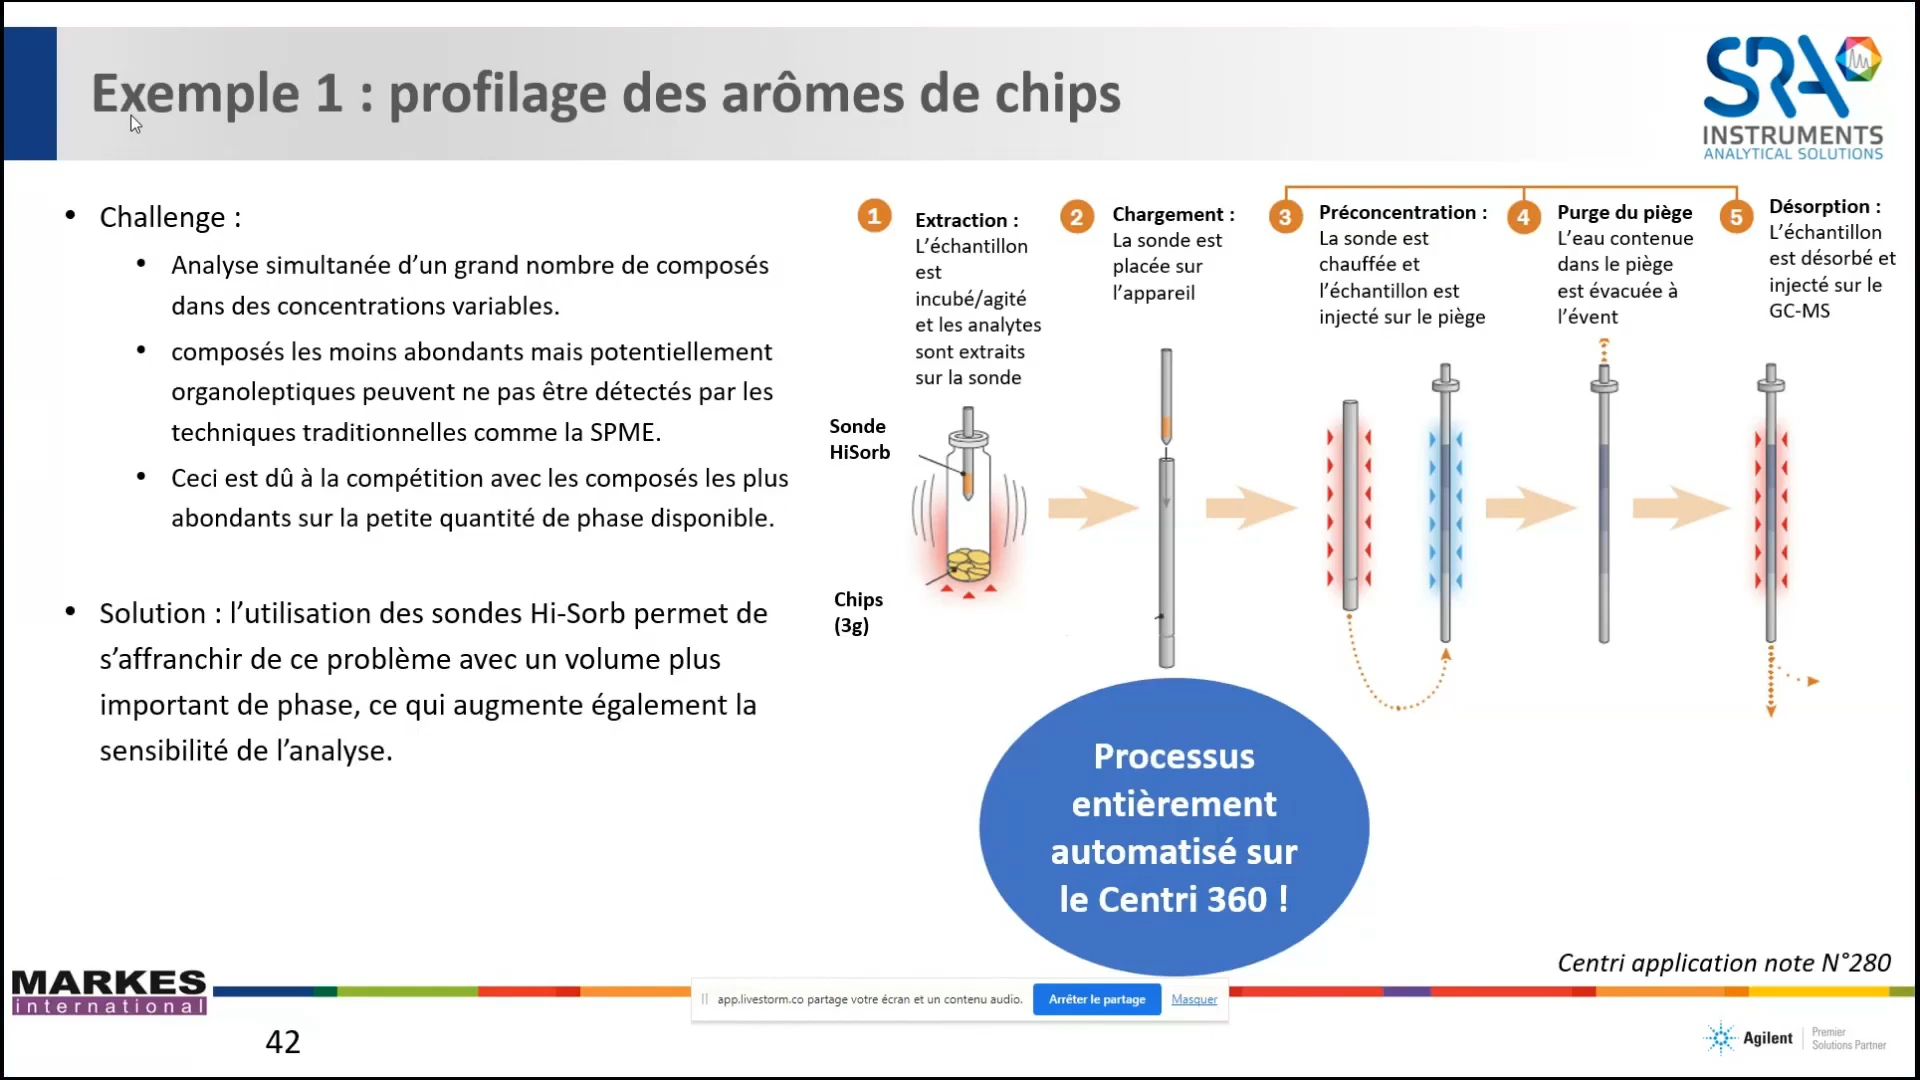 Exemple 1 : profilage des arômes de chips
SRA
INSTRUMENTS
ANALYTICAL SOLUTIONS
• Challenge :
• Analyse simultanée d’un grand nombre de composés
dans des concentrations variables.
• composés les moins abondants mais potentiellement
organoleptiques peuvent ne pas être détectés par les
techniques traditionnelles comme la SPME.
• Ceci est dû à la compétition avec les composés les plus
abondants sur la petite quantité de phase disponible.
• Solution : l’utilisation des sondes Hi-Sorb permet de
s’affranchir de ce problème avec un volume plus
important de phase, ce qui augmente également la
sensibilité de l’analyse.
1
Extraction :
L’échantillon
est
incubé/agité
et les analytes
sont extraits
sur la sonde
2
Chargement :
La sonde est
placée sur
l’appareil
3
Préconcentration :
La sonde est
chauffée et
l’échantillon est
injecté sur le piège
4
Purge du piège
L’eau contenue
dans le piège
est évacuée à
l’évent
5
Désorption :
L’échantillon
est désorbé et
injecté sur le
GC-MS
Sonde
HiSorb
Chips
(3g)
Processus
entièrement
automatisé sur
le Centri 360 !
Centri application note N°280
MARKES
international
app.livestorm.co partage votre écran et un contenu audio.
Arrêter le partage
Masquer
42
Agilent
Premier
Solutions Partner